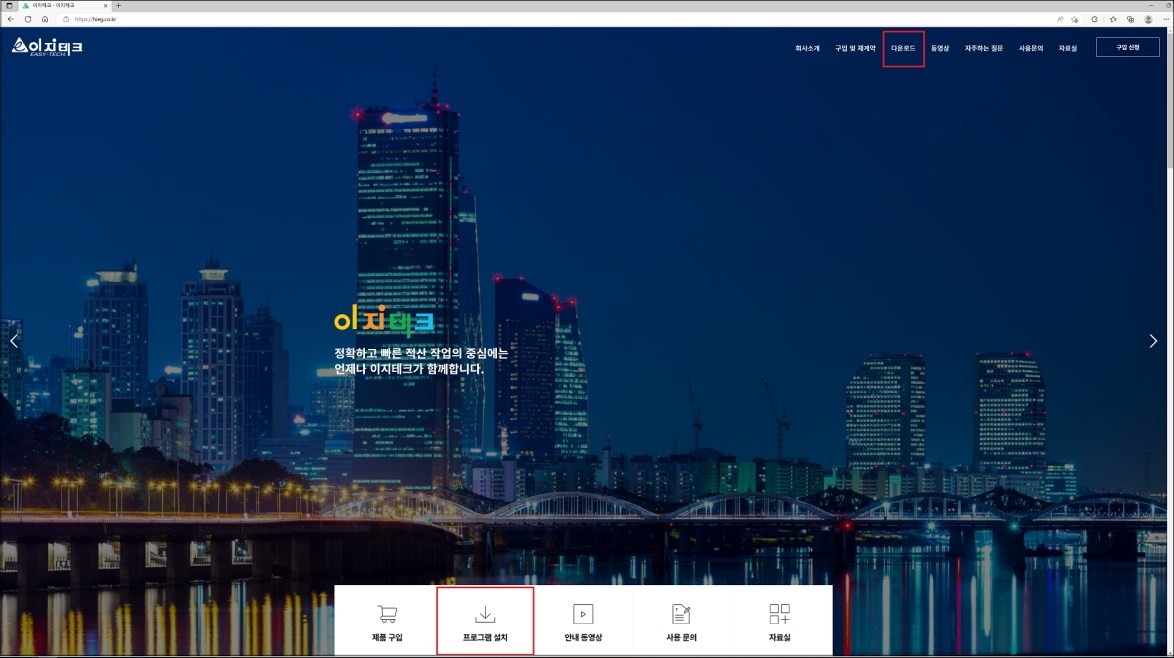 이지테크 - 이지테크
https://hieg.co.kr
이지테크
EASY-TECH
회사소개
구입 및 재계약
다운로드
동영상
자주하는 질문
사용문의
자료실
구입 신청
이지테크
정확하고 빠른 적산 작업의 중심에는
언제나 이지테크가 함께합니다.
제품 구입
프로그램 설치
안내 동영상
사용 문의
자료실